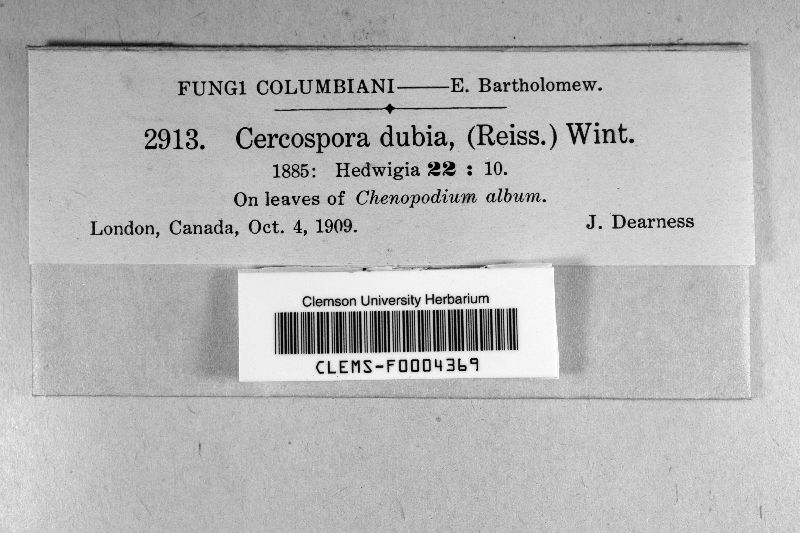 FUNG1 COLUMBIANI——E. Bartholomew.
2913. Cercospora dubia, (Reiss.) Wint.
1885: Hedwigia 22 : 10.
On leaves of Chenopodium album.
London, Canada, Oct. 4, 1909. J. Dearness
Clemson University Herbarium
CLEMS-F0004369